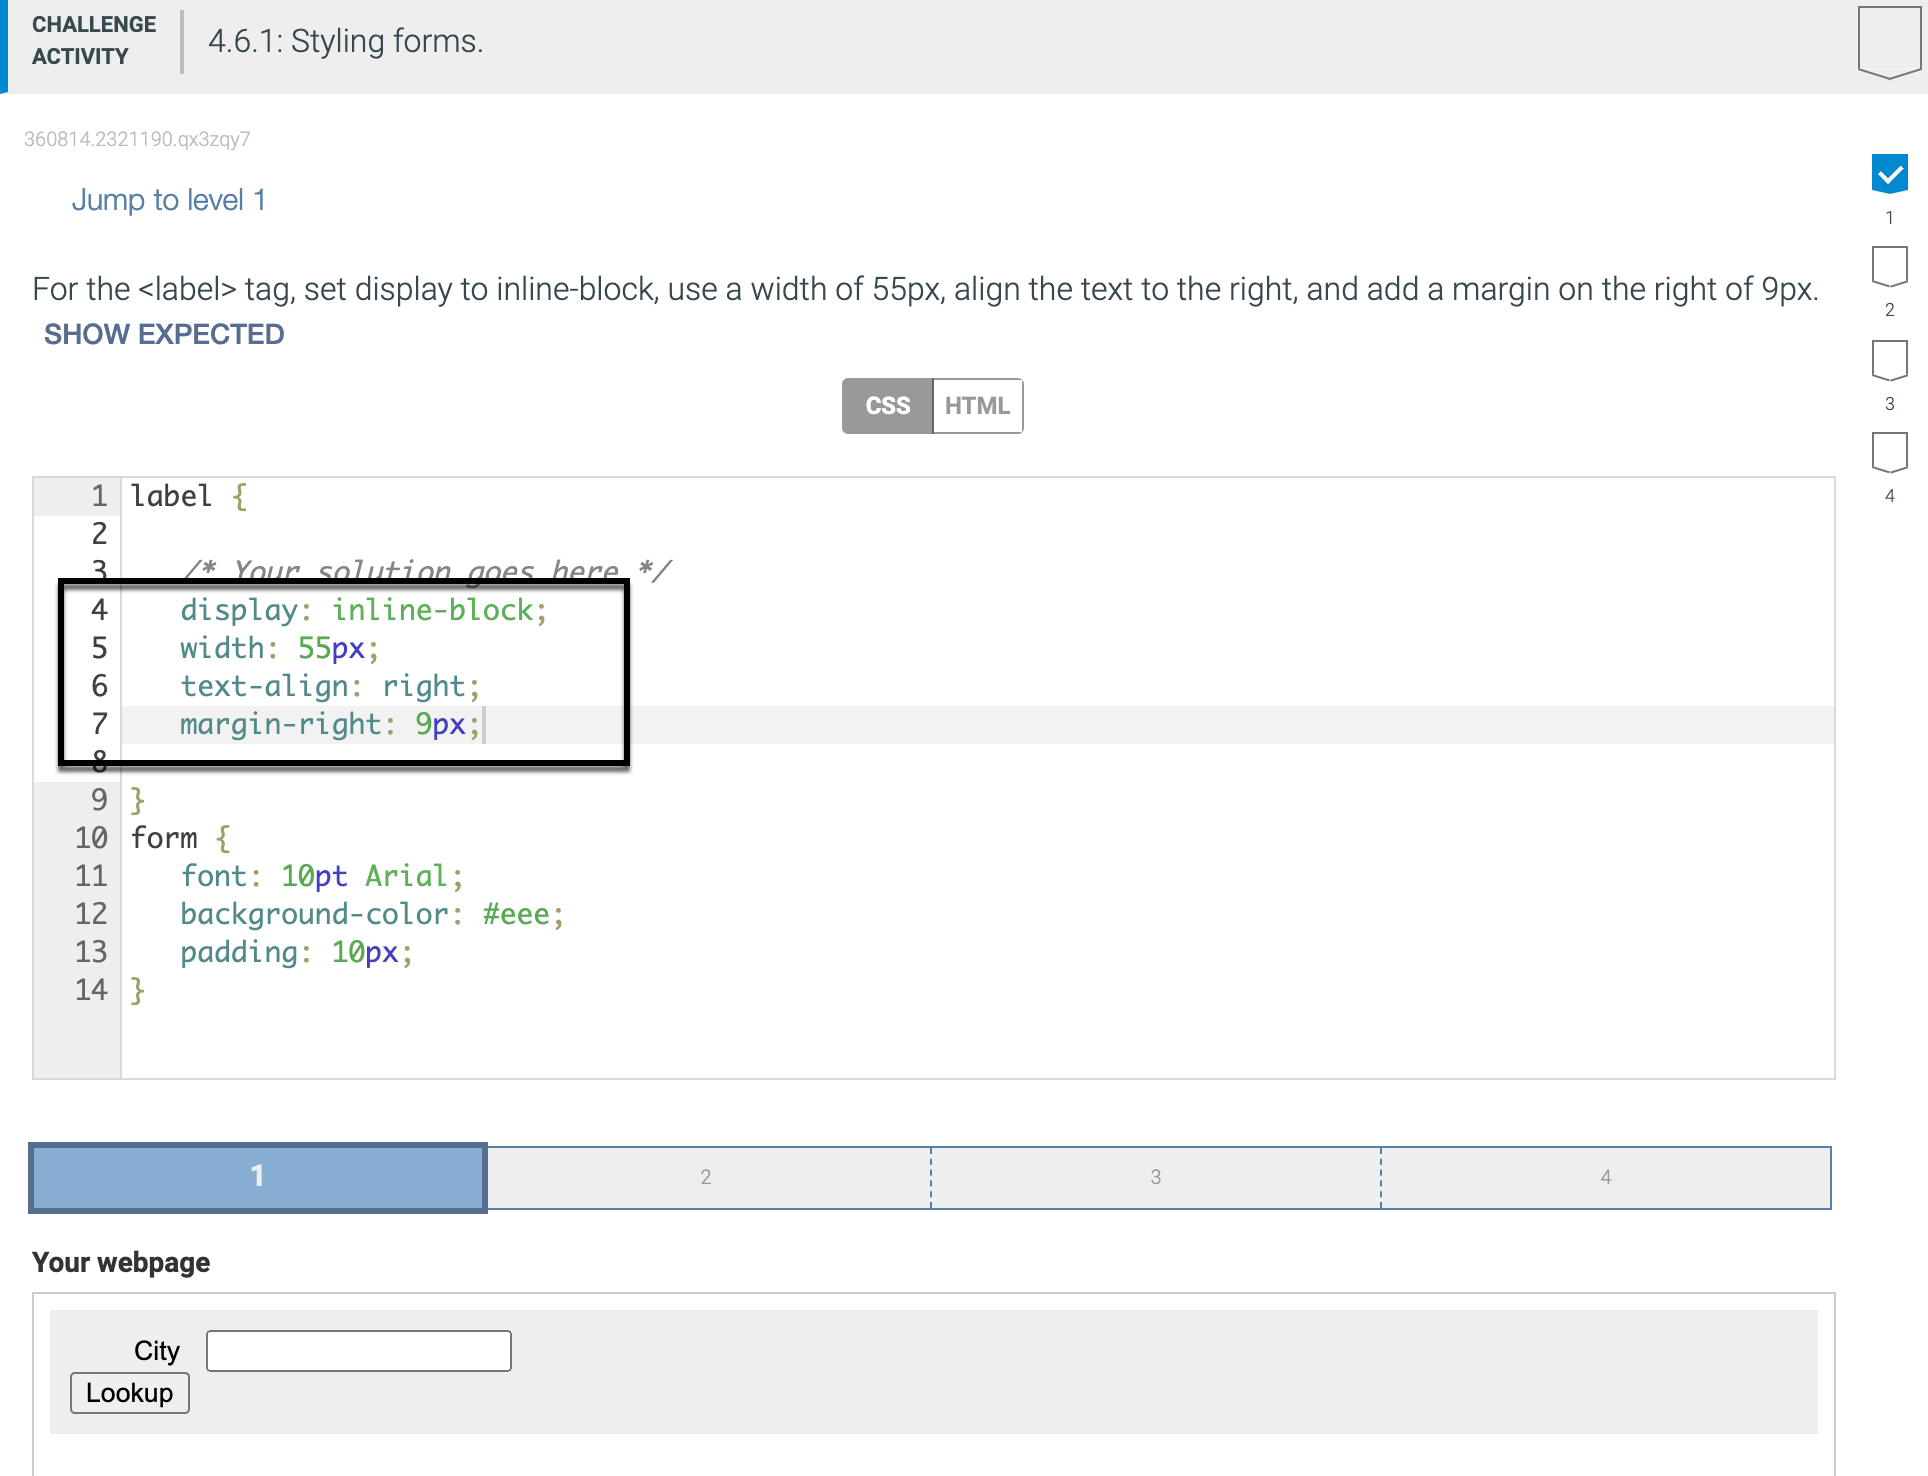 CHALLENGE
ACTIVITY
4.6.1: Styling forms.
360814.2321190.qx3zqy7
Jump to level 1
1
2
3
4
For the <label> tag, set display to inline-block, use a width of 55px, align the text to the right, and add a margin on the right of 9px.
SHOW EXPECTED
CSS HTML
1 label {
2
3    /* Your solution goes here */
4    display: inline-block;
5    width: 55px;
6    text-align: right;
7    margin-right: 9px;
8
9 }
10 form {
11    font: 10pt Arial;
12    background-color: #eee;
13    padding: 10px;
14 }
1 2 3 4
Your webpage
City
Lookup